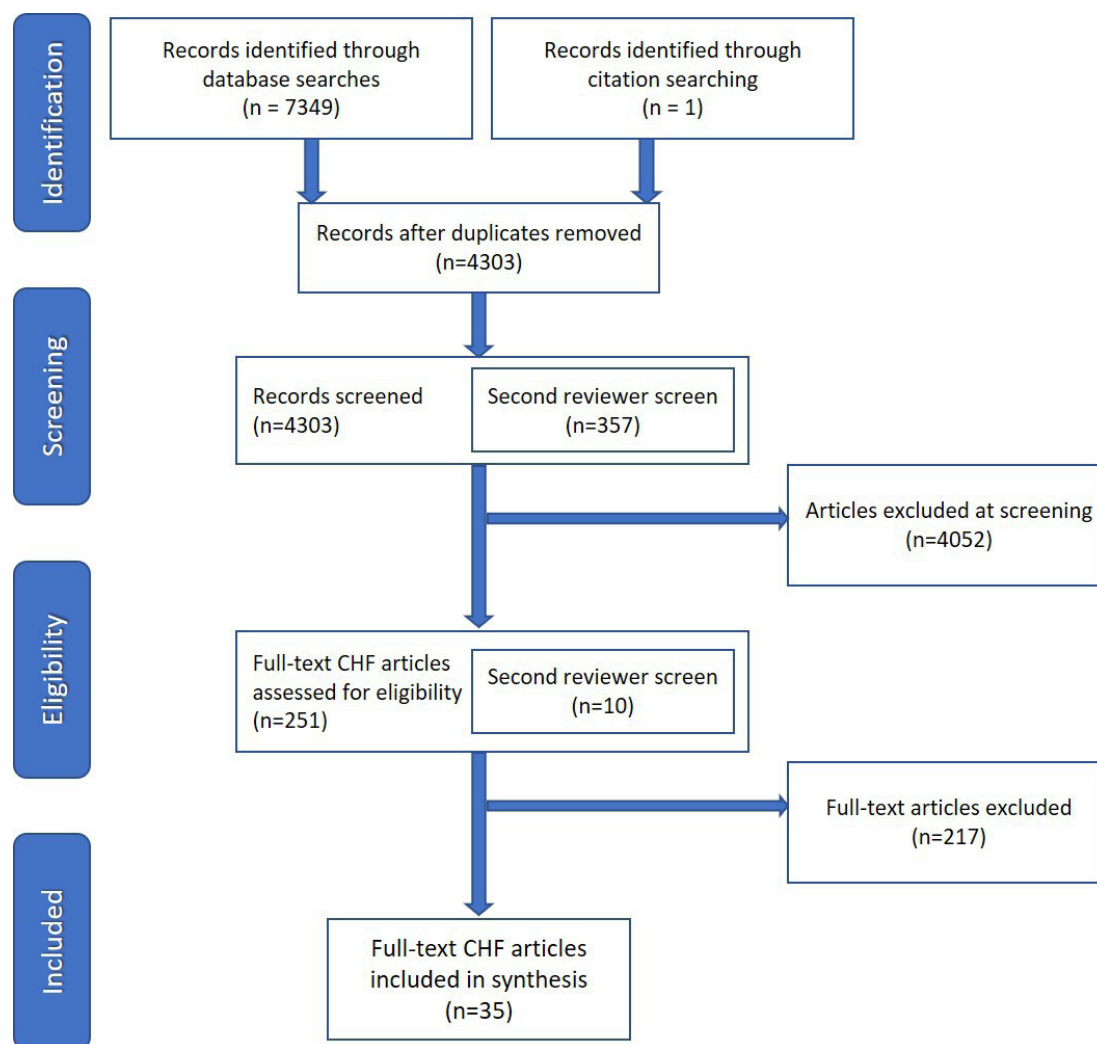 Identification
Records identified through
database searches
(n = 7349)
Records identified through
citation searching
(n = 1)
Records after duplicates removed
(n=4303)
Screening
Records screened
(n=4303)
Second reviewer screen
(n=357)
Articles excluded at screening
(n=4052)
Eligibility
Full-text CHF articles
assessed for eligibility
(n=251)
Second reviewer screen
(n=10)
Full-text articles excluded
(n=217)
Included
Full-text CHF articles
included in synthesis
(n=35)